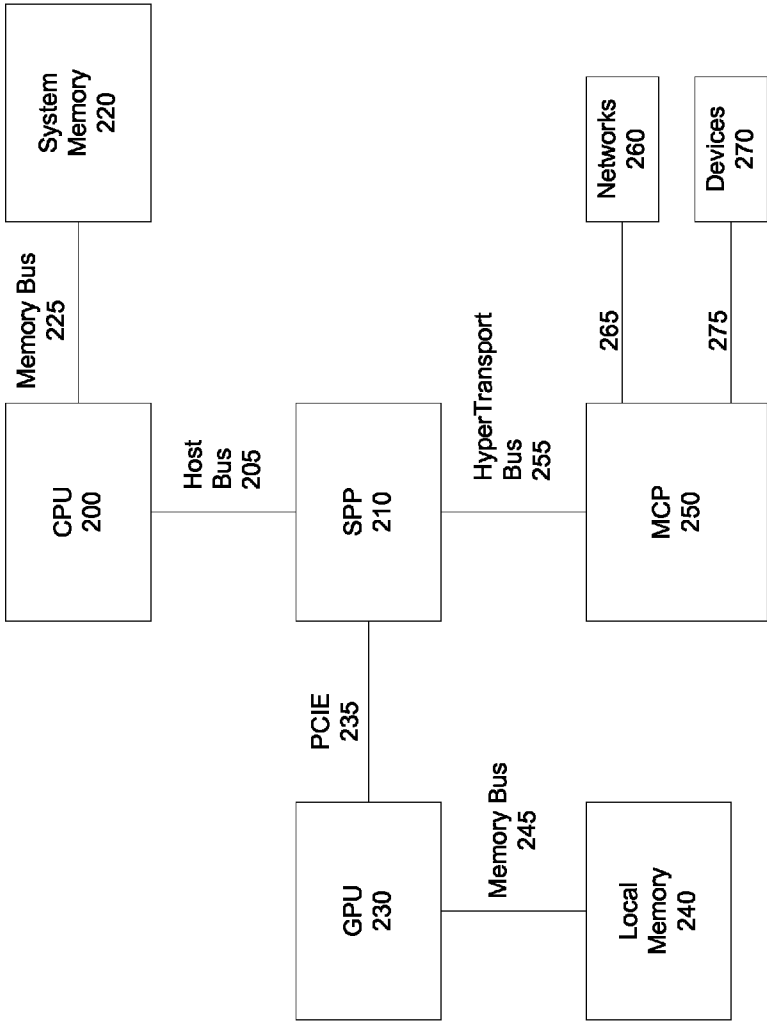 System
Memory
220
Memory Bus
225
CPU
200
Host
Bus
205
SPP
210
PCIE
235
GPU
230
Memory Bus
245
Local
Memory
240
HyperTransport
Bus
255
MCP
250
265
Networks
260
275
Devices
270